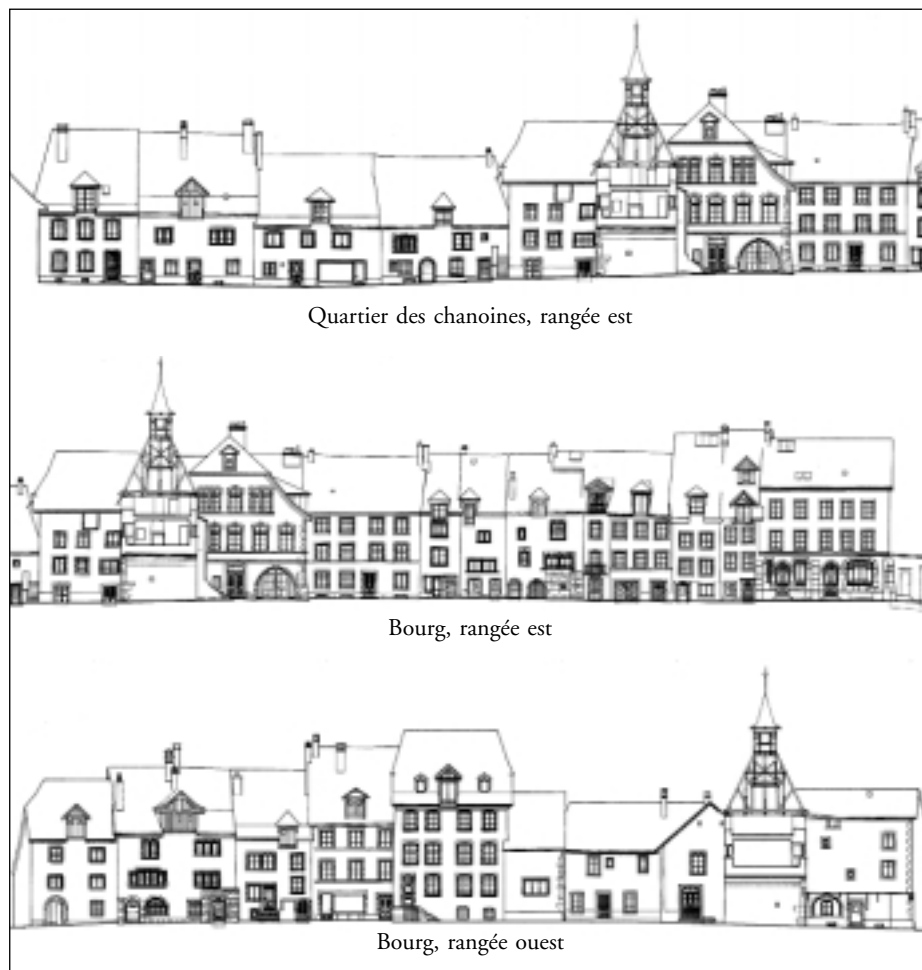 Quartier des chanoines, rangée est
Bourg, rangée est
Bourg, rangée ouest